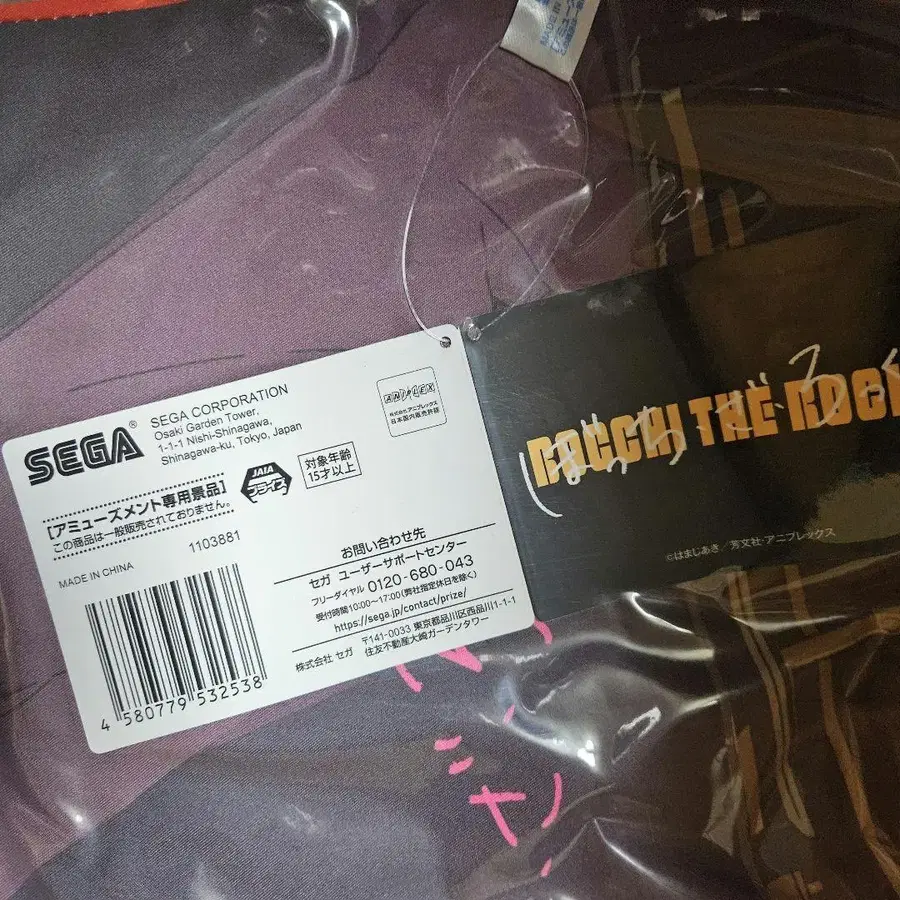 MADE IN
SEGA®
SEGA CORPORATION
Osaki Garden Tower,
1-1-1 Nishi-Shinagawa,
Shinagawa-ku, Tokyo, Japan
ANIPLEX
株式会社アニプレックス
日本国内販売許諾
【アミューズメント専用景品】
この商品は一般販売されておりません。
JAIA
プライズ
対象年齢
15才以上
1103881
MADE IN CHINA
4 580779 532538
お問い合わせ先
セガ ユーザーサポートセンター
フリーダイヤル 0120-680-043
受付時間10:00~17:00(弊社指定休日を除く)
https://sega.jp/contact/prize/
株式会社 セガ 〒141-0033 東京都品川区西品川1-1-1
住友不動産大崎ガーデンタワー
BOCCHI THE ROC
ぼっち・ざ・ろっく
©はまじあき/芳文社・アニプレックス